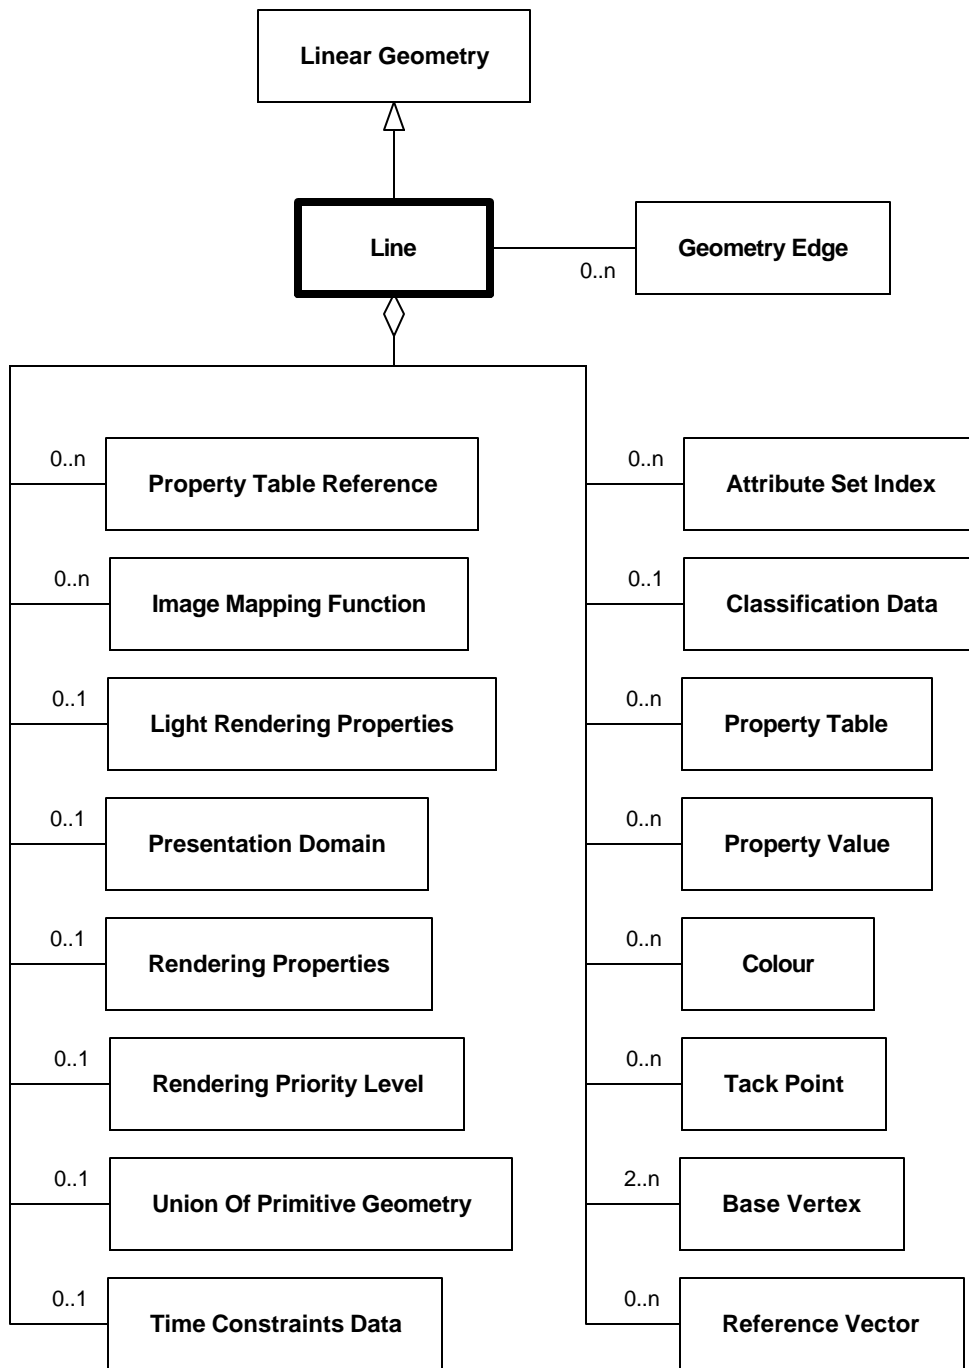 Linear Geometry
Line
Geometry Edge
0..n
0..n
Property Table Reference
0..n
Image Mapping Function
0..1
Light Rendering Properties
0..1
Presentation Domain
0..1
Rendering Properties
0..1
Rendering Priority Level
0..1
Union Of Primitive Geometry
0..1
Time Constraints Data
0..n
Attribute Set Index
0..1
Classification Data
0..n
Property Table
0..n
Property Value
0..n
Colour
0..n
Tack Point
2..n
Base Vertex
0..n
Reference Vector